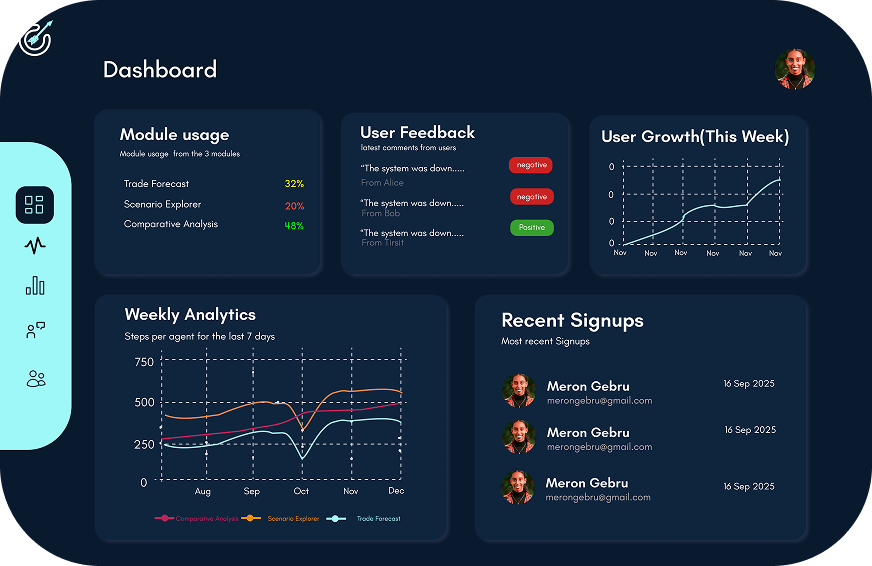 Dashboard
Module usage
Module usage from the 3 modules
Trade Forecast 32%
Scenario Explorer 20%
Comparative Analysis 48%
User Feedback
latest comments from users
“The system was down.....
negative
From Alice
“The system was down.....
negative
From Bob
“The system was down.....
Positive
From Tirsit
User Growth(This Week)
0
0
0
Nov Nov Nov Nov Nov Nov
Weekly Analytics
Steps per agent for the last 7 days
750
500
250
0
Aug Sep Oct Nov Dec
Comparative Analysis Scenario Explorer Trade Forecast
Recent Signups
Most recent Signups
Meron Gebru 16 Sep 2025
merongebru@gmail.com
Meron Gebru 16 Sep 2025
merongebru@gmail.com
Meron Gebru 16 Sep 2025
merongebru@gmail.com